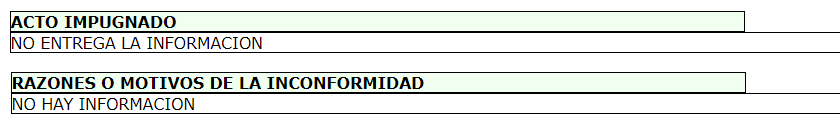 ACTO IMPUGNADO
NO ENTREGA LA INFORMACION
RAZONES O MOTIVOS DE LA INCONFORMIDAD
NO HAY INFORMACION